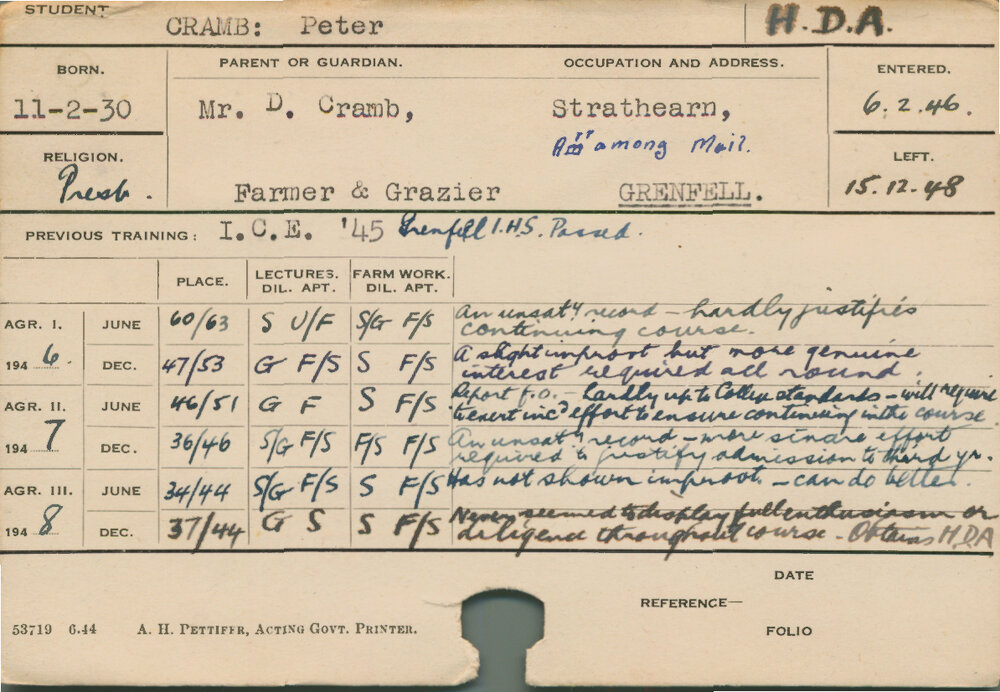 STUDENT CRAMB: Peter H.D.A.
BORN. PARENT OR GUARDIAN. OCCUPATION AND ADDRESS. ENTERED.
11-2-30 Mr. D. Cramb, Strathearn, 6.2.46.
among Mail.
RELIGION. LEFT.
Presb. Farmer & Grazier GRENFELL. 15.12.48
PREVIOUS TRAINING: I.C.E. '45 Grenfell I.H.S. Passed.
PLACE. LECTURES. FARM WORK.
DIL. APT. DIL. APT.
AGR. I. JUNE 60/63 S U/F S/G F/S An unsaty record – hardly justifies
continuing course.
1946. DEC. 47/53 G F/S S F/S A slight improvt but more genuine
interest required all round
AGR. II. JUNE 46/51 G F S F/S Report f.o. – Hardly up to College standards – will require
to exert incd effort to ensure continuing in the course
1947 DEC. 36/46 S/G F/S F/S F/S An unsaty record – more sincere effort
required to justify admission to third yr.
AGR. III. JUNE 34/44 S/G F/S S F/S Has not shown improvt. – can do better.
1948 DEC. 37/44 G S S F/S Never seemed to display full enthusiasm or
diligence throughout course – Obtains H.D.A
DATE
REFERENCE—
53719 6.44 A. H. PETTIFER, ACTING GOVT. PRINTER. FOLIO